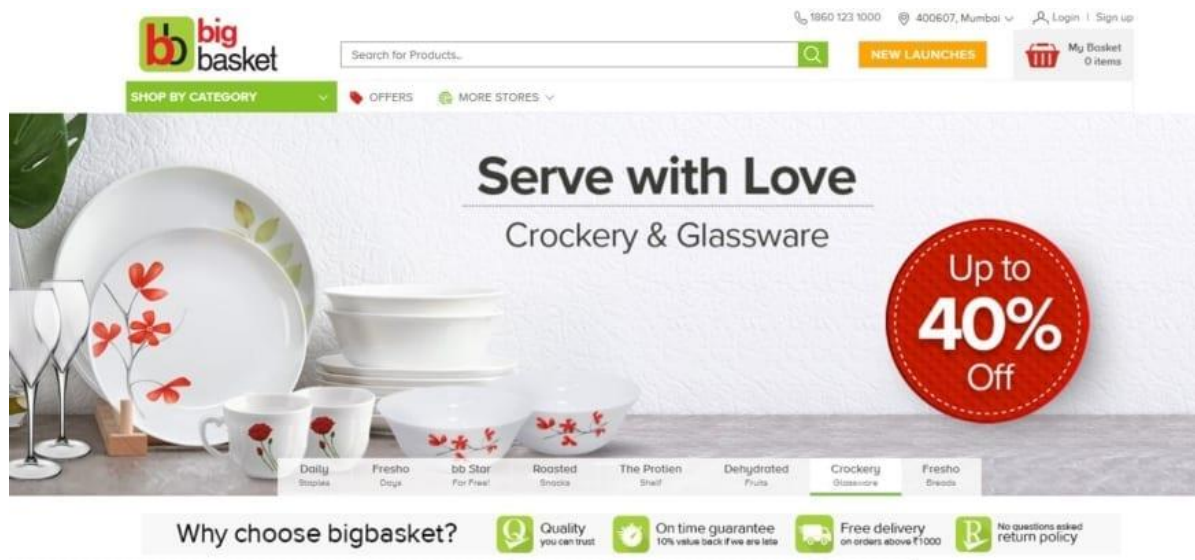 1860 123 1000
400607, Mumbai
Login | Sign up
bb big
basket
Search for Products..
NEW LAUNCHES
My Basket
0 items
SHOP BY CATEGORY
OFFERS
MORE STORES
Serve with Love
Crockery & Glassware
Up to
40%
Off
Daily
Staples
Fresho
Days
bb Star
For Free!
Roasted
Snacks
The Protien
Shelf
Dehydrated
Fruits
Crockery
Glassware
Fresho
Breads
Why choose bigbasket?
Q
Quality
you can trust
On time guarantee
10% value back if we are late
Free delivery
on orders above ₹1000
R
No questions asked
return policy